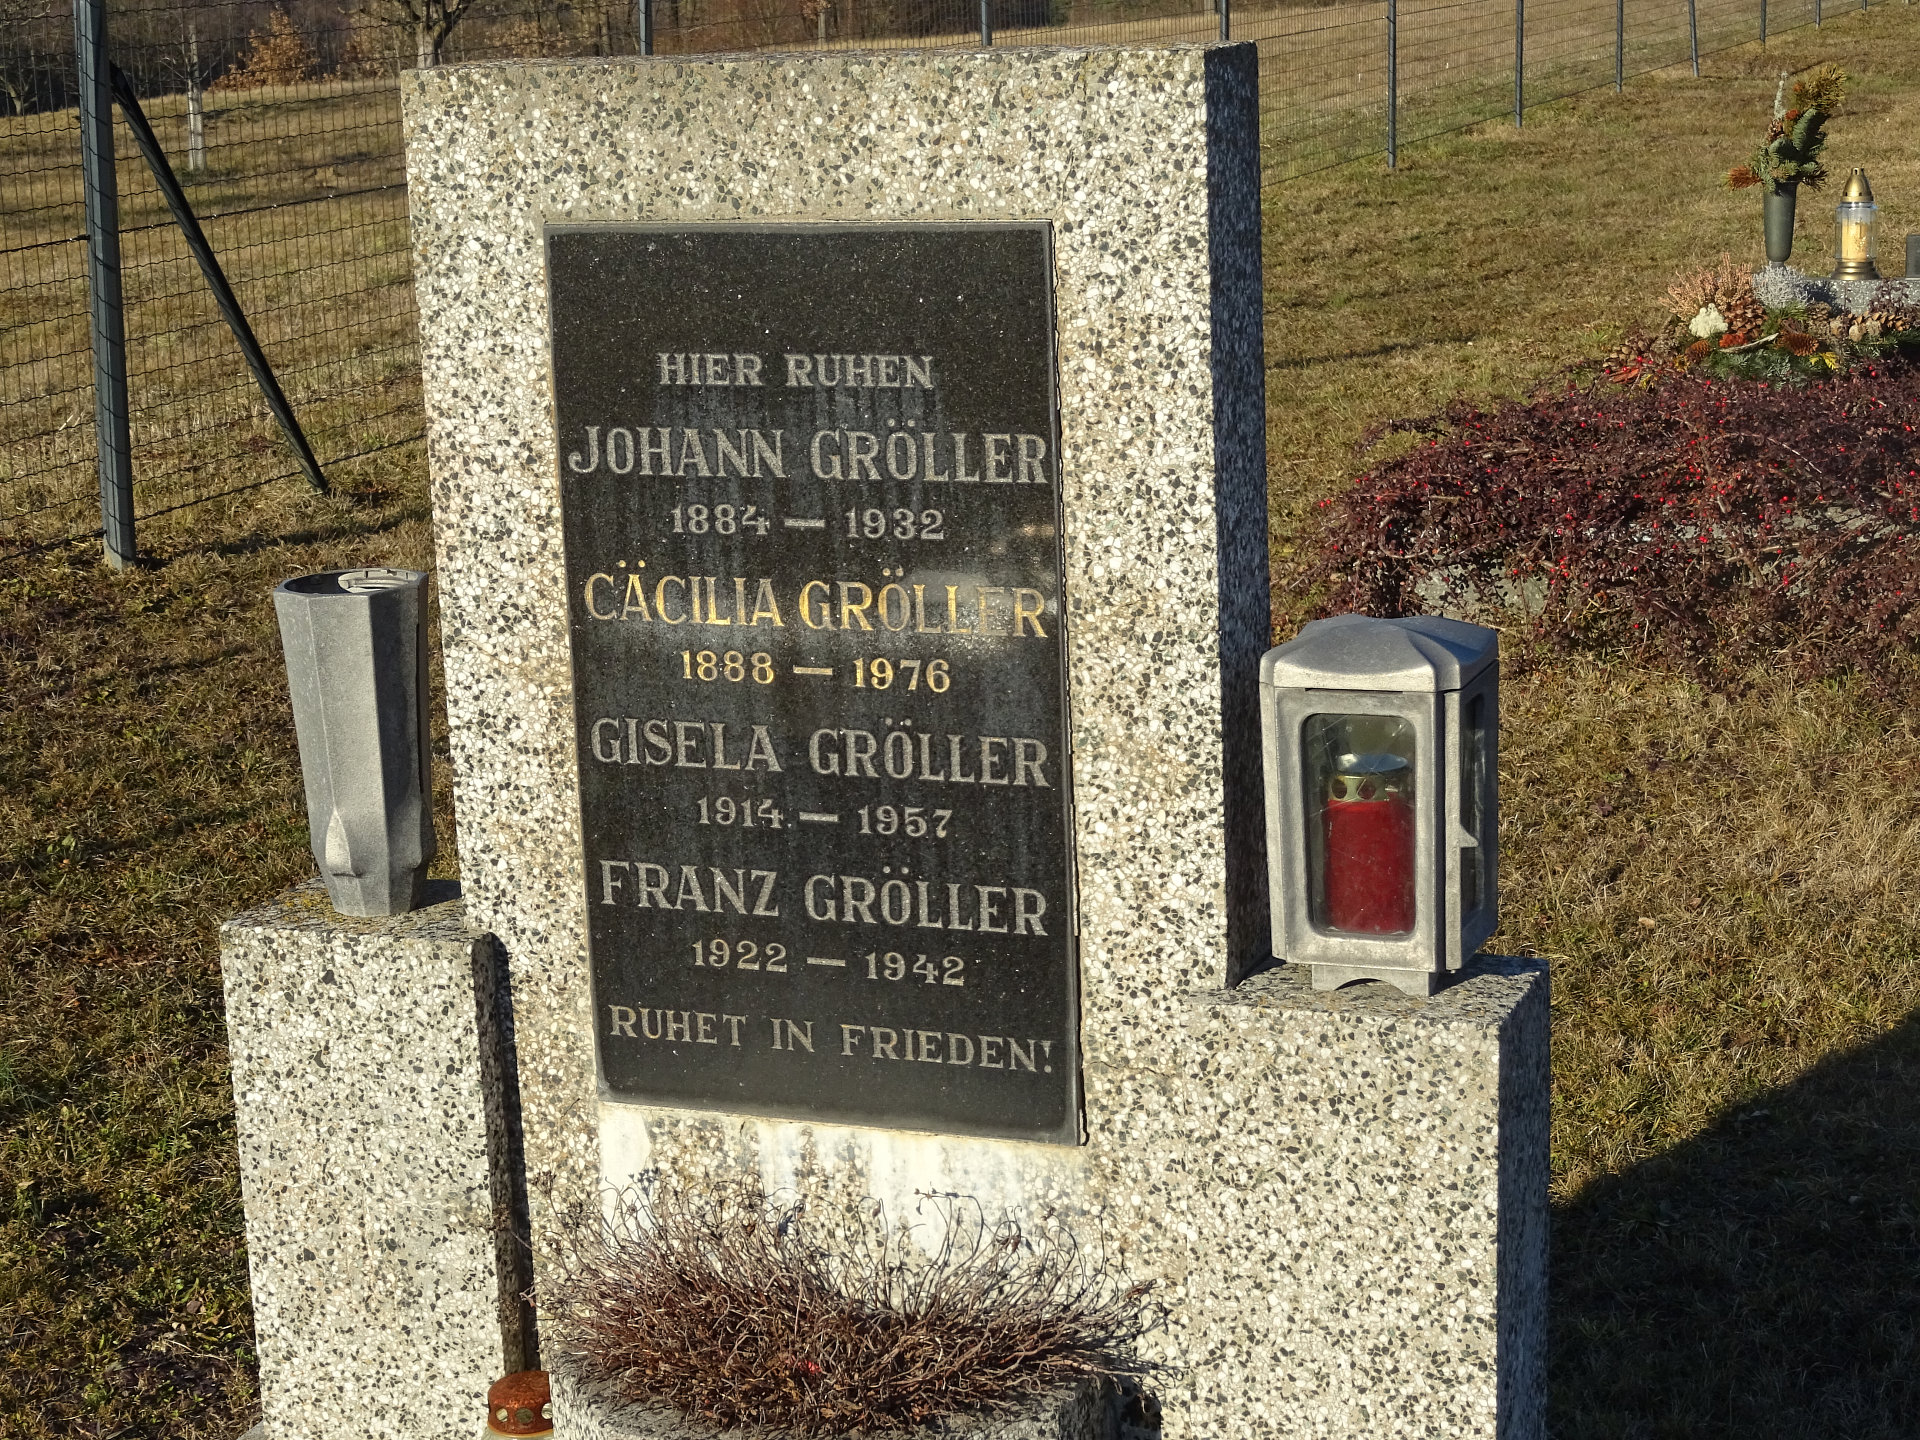 HIER RUHEN
JOHANN GRÖLLER
1884 — 1932
CÄCILIA GRÖLLER
1888 — 1976
GISELA GRÖLLER
1914 — 1957
FRANZ GRÖLLER
1922 — 1942
RUHET IN FRIEDEN!